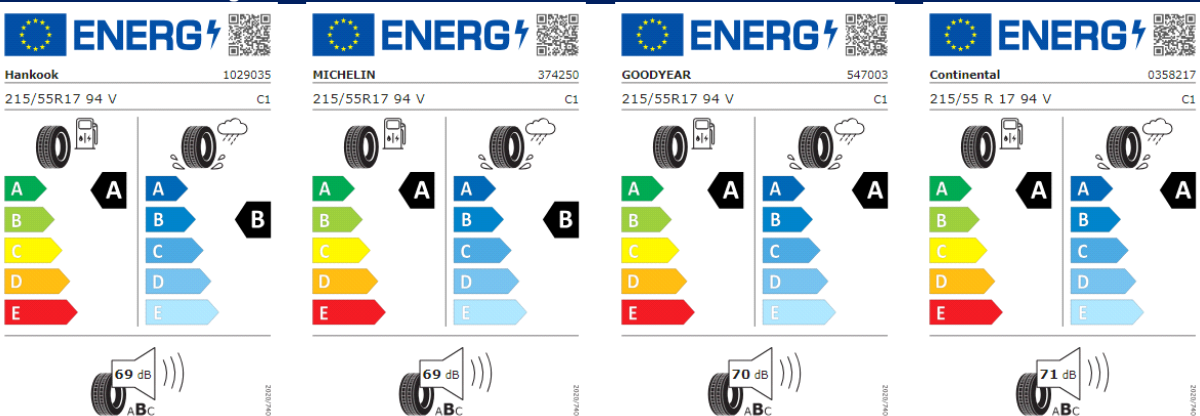 ENERG
Hankook 1029035
215/55R17 94 V C1
A A
B
C
D
E
A
B B
C
D
E
69 dB
ABC
2020/740
ENERG
MICHELIN 374250
215/55R17 94 V C1
A A
B
C
D
E
A
B B
C
D
E
69 dB
ABC
2020/740
ENERG
GOODYEAR 547003
215/55R17 94 V C1
A A
B
C
D
E
A A
B
C
D
E
70 dB
ABC
2020/740
ENERG
Continental 0358217
215/55 R 17 94 V C1
A A
B
C
D
E
A A
B
C
D
E
71 dB
ABC
2020/740